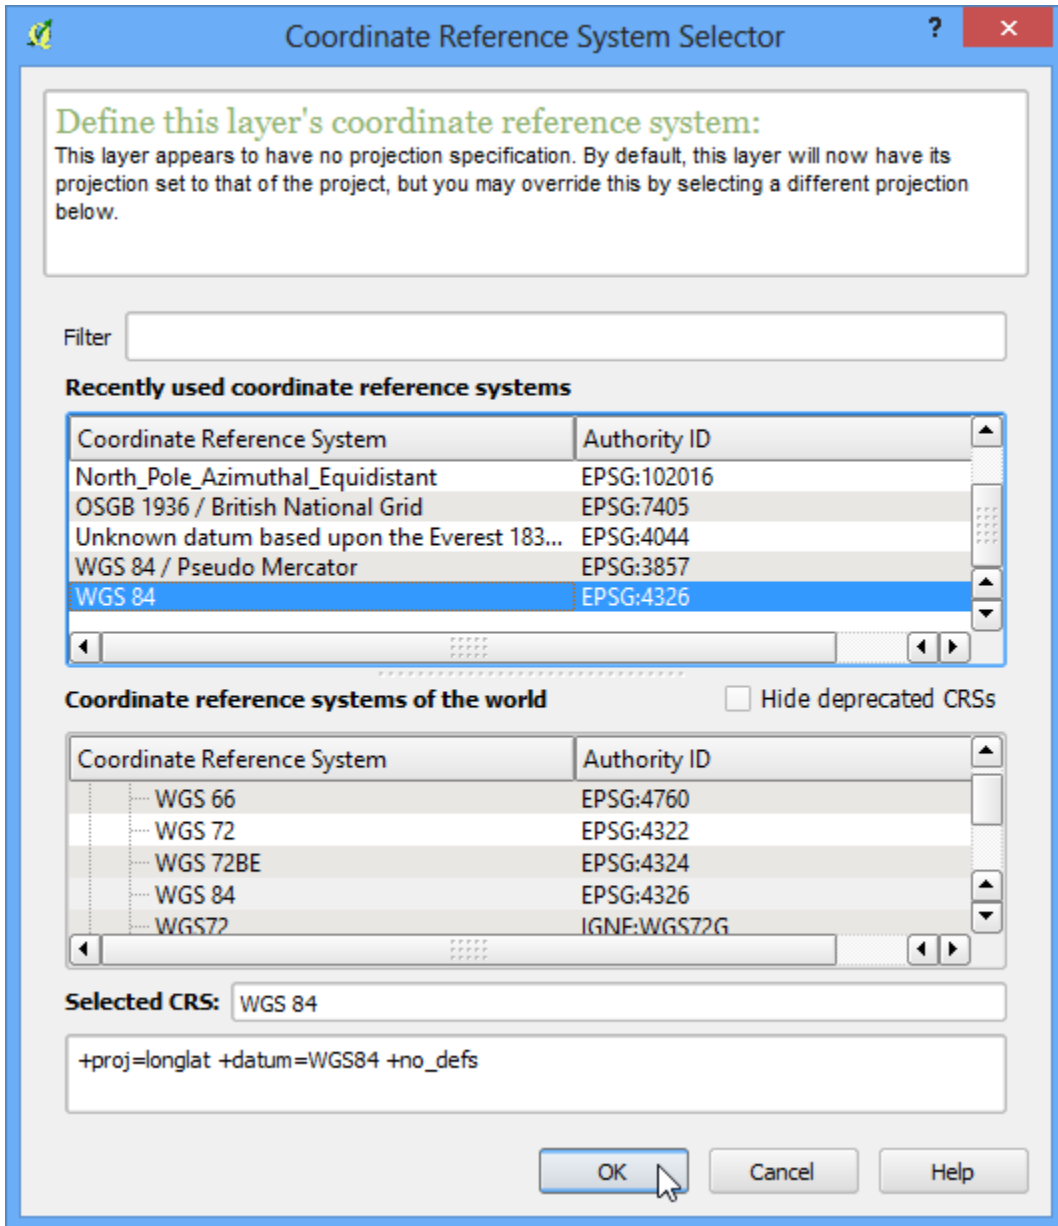 Coordinate Reference System Selector
?
Define this layer's coordinate reference system:
This layer appears to have no projection specification. By default, this layer will now have its
projection set to that of the project, but you may override this by selecting a different projection
below.
Filter
Recently used coordinate reference systems
Coordinate Reference System Authority ID
North_Pole_Azimuthal_Equidistant EPSG:102016
OSGB 1936 / British National Grid EPSG:7405
Unknown datum based upon the Everest 183... EPSG:4044
WGS 84 / Pseudo Mercator EPSG:3857
WGS 84 EPSG:4326
Coordinate reference systems of the world Hide deprecated CRSs
Coordinate Reference System Authority ID
WGS 66 EPSG:4760
WGS 72 EPSG:4322
WGS 72BE EPSG:4324
WGS 84 EPSG:4326
WGS72 IGNF:WGS72G
Selected CRS: WGS 84
+proj=longlat +datum=WGS84 +no_defs
OK Cancel Help